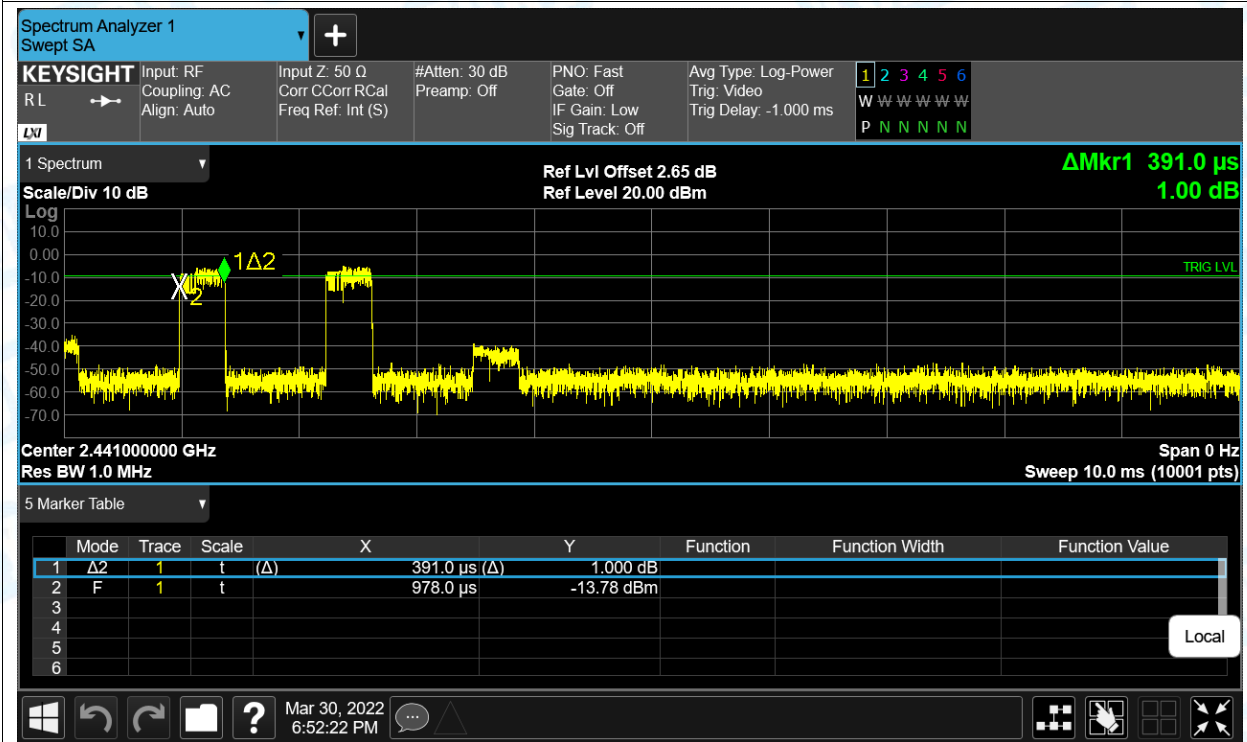 Spectrum Analyzer 1
Swept SA
KEYSIGHT
R L
LXI
Input: RF
Coupling: AC
Align: Auto
Input Z: 50 Ω
Corr CCorr RCal
Freq Ref: Int (S)
#Atten: 30 dB
Preamp: Off
PNO: Fast
Gate: Off
IF Gain: Low
Sig Track: Off
Avg Type: Log-Power
Trig: Video
Trig Delay: -1.000 ms
1 2 3 4 5 6
W W W W W W
P N N N N N
1 Spectrum
Scale/Div 10 dB
Log
Ref Lvl Offset 2.65 dB
Ref Level 20.00 dBm
ΔMkr1 391.0 µs
1.00 dB
10.0
0.00
-10.0
-20.0
-30.0
-40.0
-50.0
-60.0
-70.0
1Δ2
2
TRIG LVL
Center 2.441000000 GHz
Res BW 1.0 MHz
Span 0 Hz
Sweep 10.0 ms (10001 pts)
5 Marker Table
Mode Trace Scale X Y Function Function Width Function Value
1 Δ2 1 t (Δ) 391.0 µs (Δ) 1.000 dB
2 F 1 t 978.0 µs -13.78 dBm
3
4
5
6
Local
?
Mar 30, 2022
6:52:22 PM